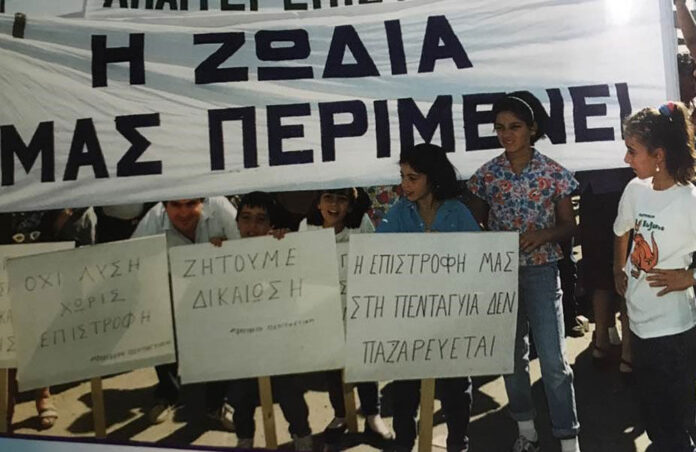 Η ΖΩΔΙΑ
ΜΑΣ ΠΕΡΙΜΕΝΕΙ
ΟΧΙ ΛΥΣΗ
ΧΩΡΙΣ
ΕΠΙΣΤΡΟΦΗ
ΖΗΤΟΥΜΕ
ΔΙΚΑΙΩΣΗ
Η ΕΠΙΣΤΡΟΦΗ ΜΑΣ
ΣΤΗ ΠΕΝΤΑΓΥΙΑ ΔΕΝ
ΠΑΖΑΡΕΥΕΤΑΙ